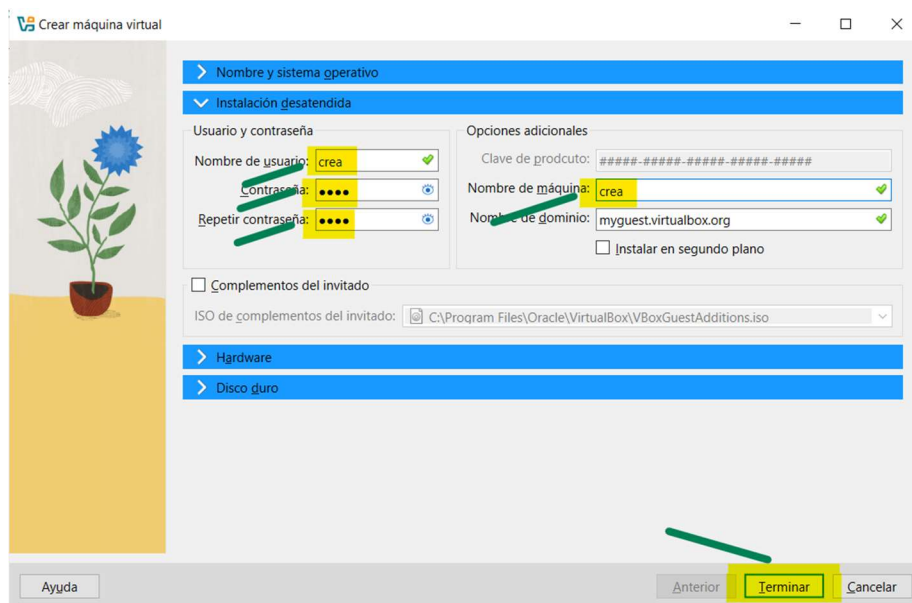 Crear máquina virtual
Nombre y sistema operativo
Instalación desatendida
Usuario y contraseña
Nombre de usuario: crea
Contraseña: ●●●●
Repetir contraseña: ●●●●
Opciones adicionales
Clave de prodcuto: #####-#####-#####-#####-#####
Nombre de máquina: crea
Nombre de dominio: myguest.virtualbox.org
Instalar en segundo plano
Complementos del invitado
ISO de complementos del invitado: C:\Program Files\Oracle\VirtualBox\VBoxGuestAdditions.iso
Hardware
Disco duro
Ayuda
Anterior
Terminar
Cancelar